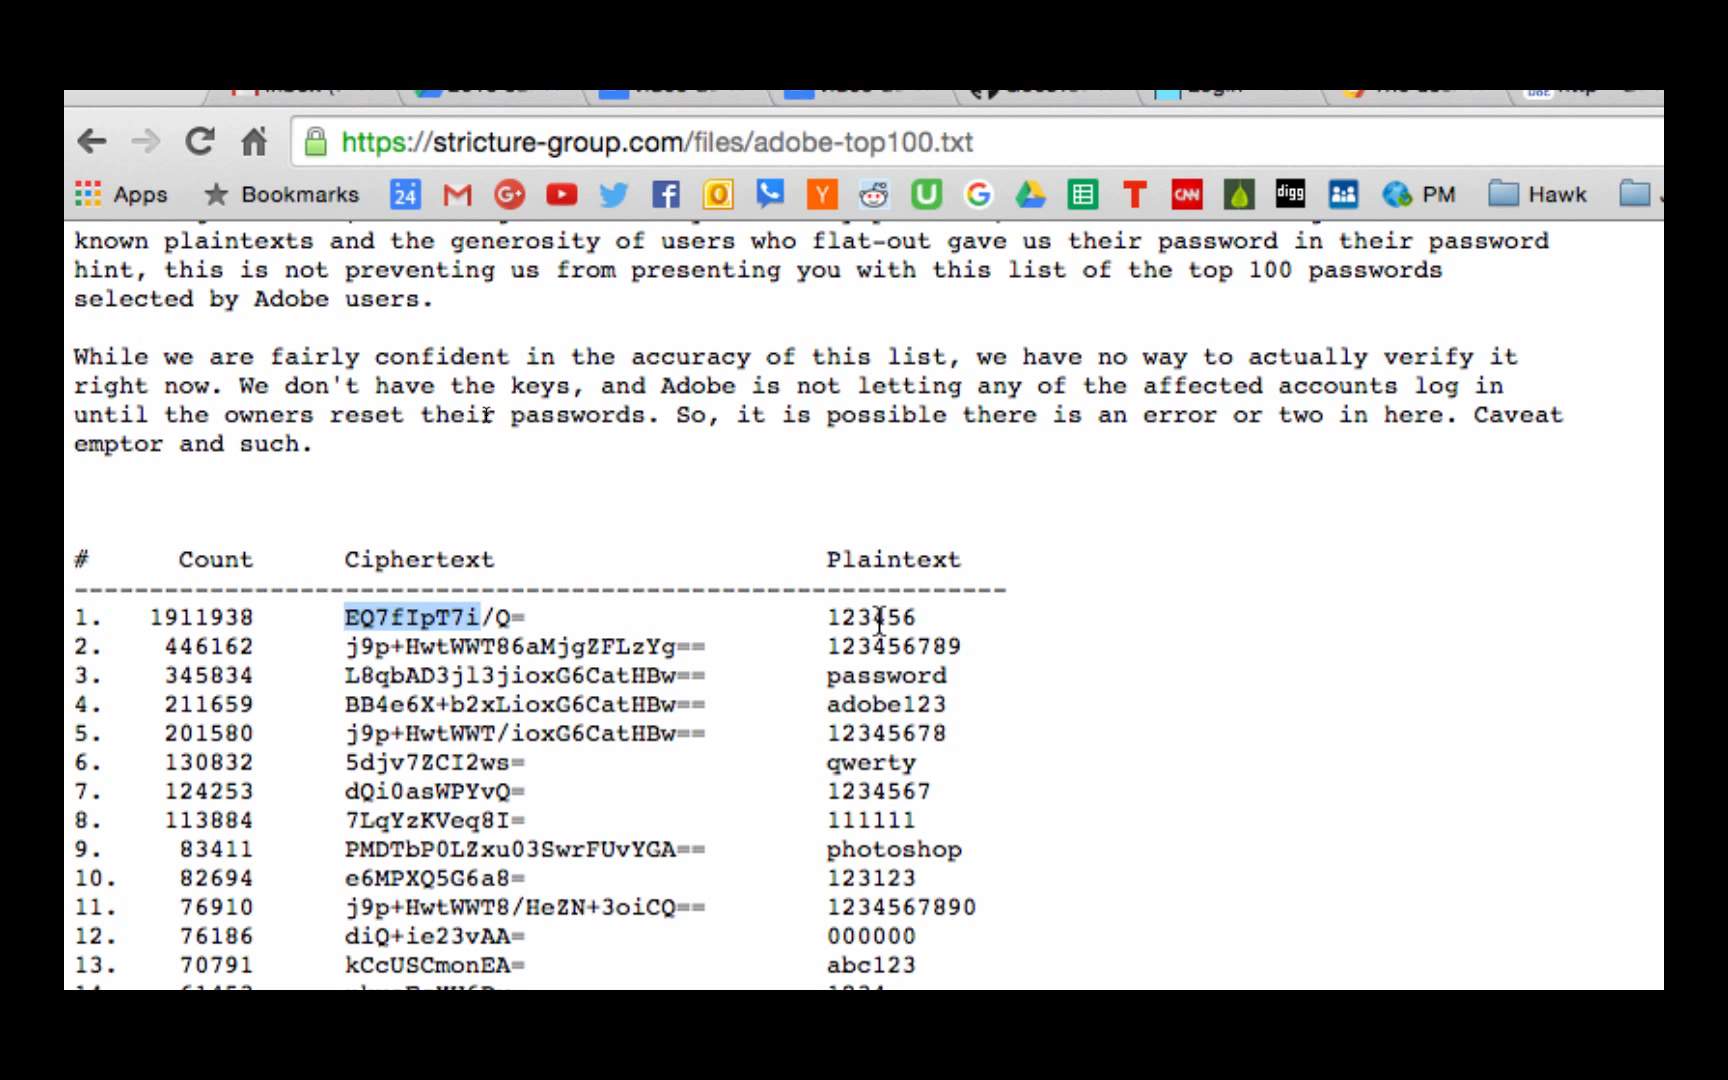 https://stricture-group.com/files/adobe-top100.txt
Apps Bookmarks 24 digg CNN PM Hawk
known plaintexts and the generosity of users who flat-out gave us their password in their password
hint, this is not preventing us from presenting you with this list of the top 100 passwords
selected by Adobe users.
While we are fairly confident in the accuracy of this list, we have no way to actually verify it
right now. We don't have the keys, and Adobe is not letting any of the affected accounts log in
until the owners reset their passwords. So, it is possible there is an error or two in here. Caveat
emptor and such.
# Count Ciphertext Plaintext
-------------------------------------------------------------- 
1. 1911938 EQ7fIpT7i/Q= 123456
2. 446162 j9p+HwtWWT86aMjgZFLzYg== 123456789
3. 345834 L8qbAD3jl3jioxG6CatHBw== password
4. 211659 BB4e6X+b2xLioxG6CatHBw== adobe123
5. 201580 j9p+HwtWWT/ioxG6CatHBw== 12345678
6. 130832 5djv7ZCI2ws= qwerty
7. 124253 dQi0asWPYvQ= 1234567
8. 113884 7LqYzKVeq8I= 111111
9. 83411 PMDTbP0LZxu03SwrFUvYGA== photoshop
10. 82694 e6MPXQ5G6a8= 123123
11. 76910 j9p+HwtWWT8/HeZN+3oiCQ== 1234567890
12. 76186 diQ+ie23vAA= 000000
13. 70791 kCcUSCmonEA= abc123